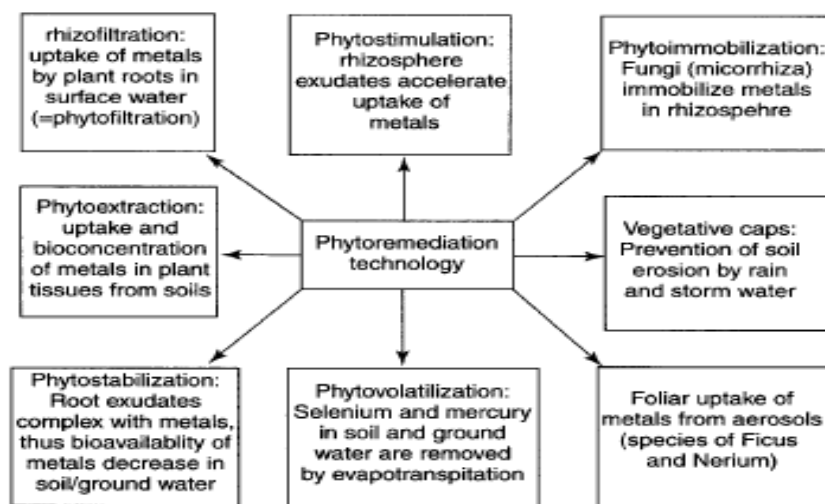 rhizofiltration:
uptake of metals
by plant roots in
surface water
(=phytofiltration)
Phytostimulation:
rhizosphere
exudates accelerate
uptake of
metals
Phytoimmobilization:
Fungi (micorrhiza)
immobilize metals
in rhizospehre
Phytoextraction:
uptake and
bioconcentration
of metals in plant
tissues from soils
Phytoremediation
technology
Vegetative caps:
Prevention of soil
erosion by rain
and storm water
Phytostabilization:
Root exudates
complex with metals,
thus bioavailablity of
metals decrease in
soil/ground water
Phytovolatilization:
Selenium and mercury
in soil and ground
water are removed
by evapotranspitation
Foliar uptake of
metals from aerosols
(species of Ficus
and Nerium)